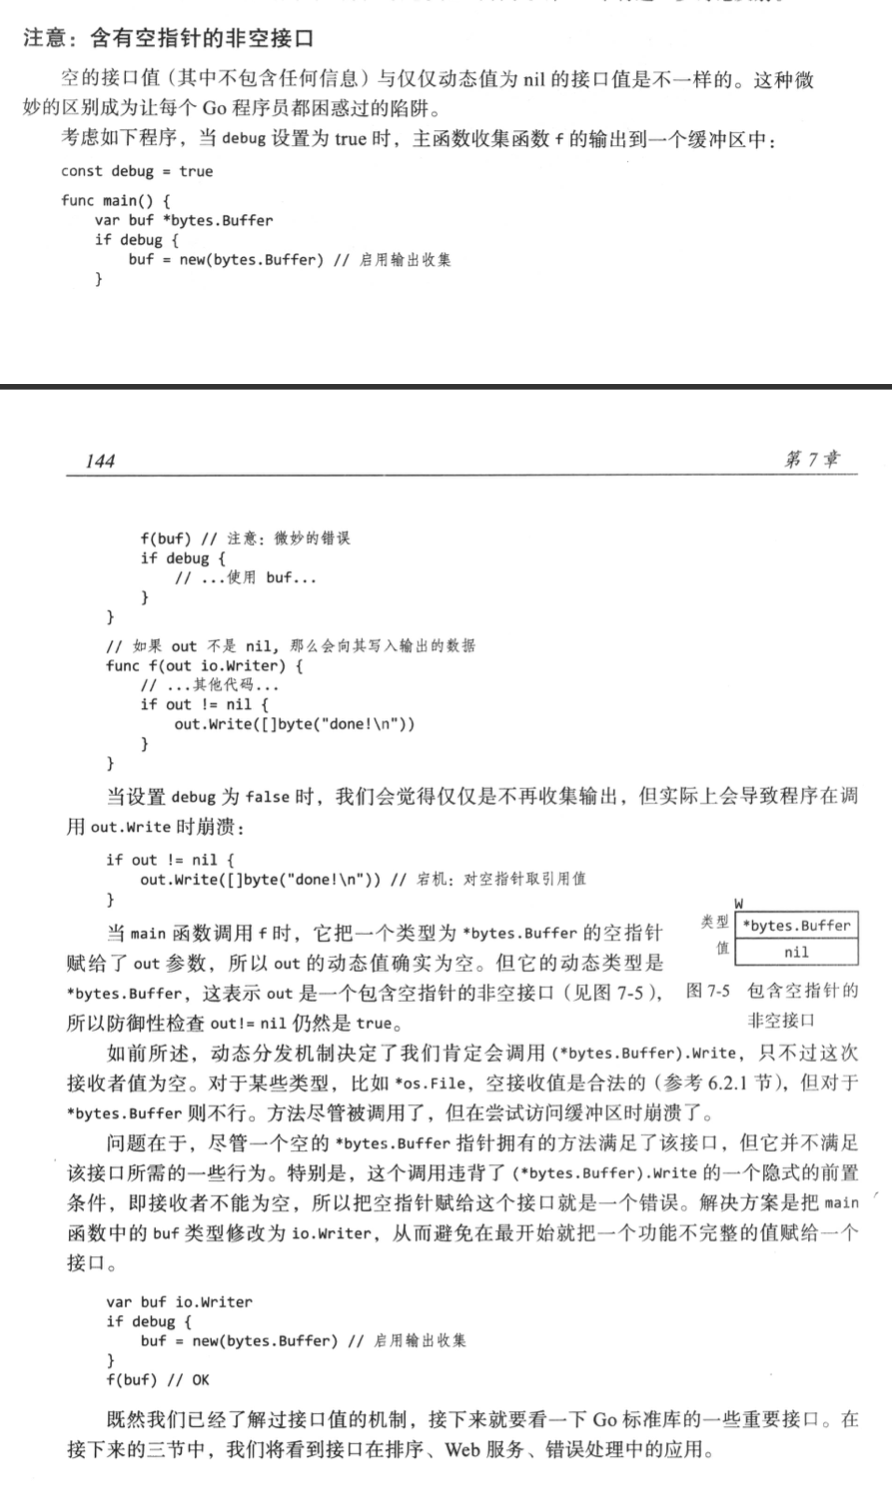 注意：含有空指针的非空接口
空的接口值（其中不包含任何信息）与仅仅动态值为 nil 的接口值是不一样的。这种微
妙的区别成为让每个 Go 程序员都困惑过的陷阱。
考虑如下程序，当 debug 设置为 true 时，主函数收集函数 f 的输出到一个缓冲区中：
const debug = true
func main() {
var buf *bytes.Buffer
if debug {
buf = new(bytes.Buffer) // 启用输出收集
}
144
第 7 章
f(buf) // 注意：微妙的错误
if debug {
// ...使用 buf...
}
}
// 如果 out 不是 nil, 那么会向其写入输出的数据
func f(out io.Writer) {
// ...其他代码...
if out != nil {
out.Write([]byte("done!\n"))
}
}
当设置 debug 为 false 时，我们会觉得仅仅是不再收集输出，但实际上会导致程序在调
用 out.Write 时崩溃：
if out != nil {
out.Write([]byte("done!\n")) // 宕机：对空指针取引用值
}
当 main 函数调用 f 时，它把一个类型为 *bytes.Buffer 的空指针
赋给了 out 参数，所以 out 的动态值确实为空。但它的动态类型是
*bytes.Buffer，这表示 out 是一个包含空指针的非空接口（见图 7-5），
所以防御性检查 out!= nil 仍然是 true。
W
类型 *bytes.Buffer
值 nil
图 7-5 包含空指针的
非空接口
如前所述，动态分发机制决定了我们肯定会调用 (*bytes.Buffer).Write，只不过这次
接收者值为空。对于某些类型，比如 *os.File，空接收值是合法的（参考 6.2.1 节），但对于
*bytes.Buffer 则不行。方法尽管被调用了，但在尝试访问缓冲区时崩溃了。
问题在于，尽管一个空的 *bytes.Buffer 指针拥有的方法满足了该接口，但它并不满足
该接口所需的一些行为。特别是，这个调用违背了 (*bytes.Buffer).Write 的一个隐式的前置
条件，即接收者不能为空，所以把空指针赋给这个接口就是一个错误。解决方案是把 main
函数中的 buf 类型修改为 io.Writer，从而避免在最开始就把一个功能不完整的值赋给一个
接口。
var buf io.Writer
if debug {
buf = new(bytes.Buffer) // 启用输出收集
}
f(buf) // OK
既然我们已经了解过接口值的机制，接下来就要看一下 Go 标准库的一些重要接口。在
接下来的三节中，我们将看到接口在排序、Web 服务、错误处理中的应用。